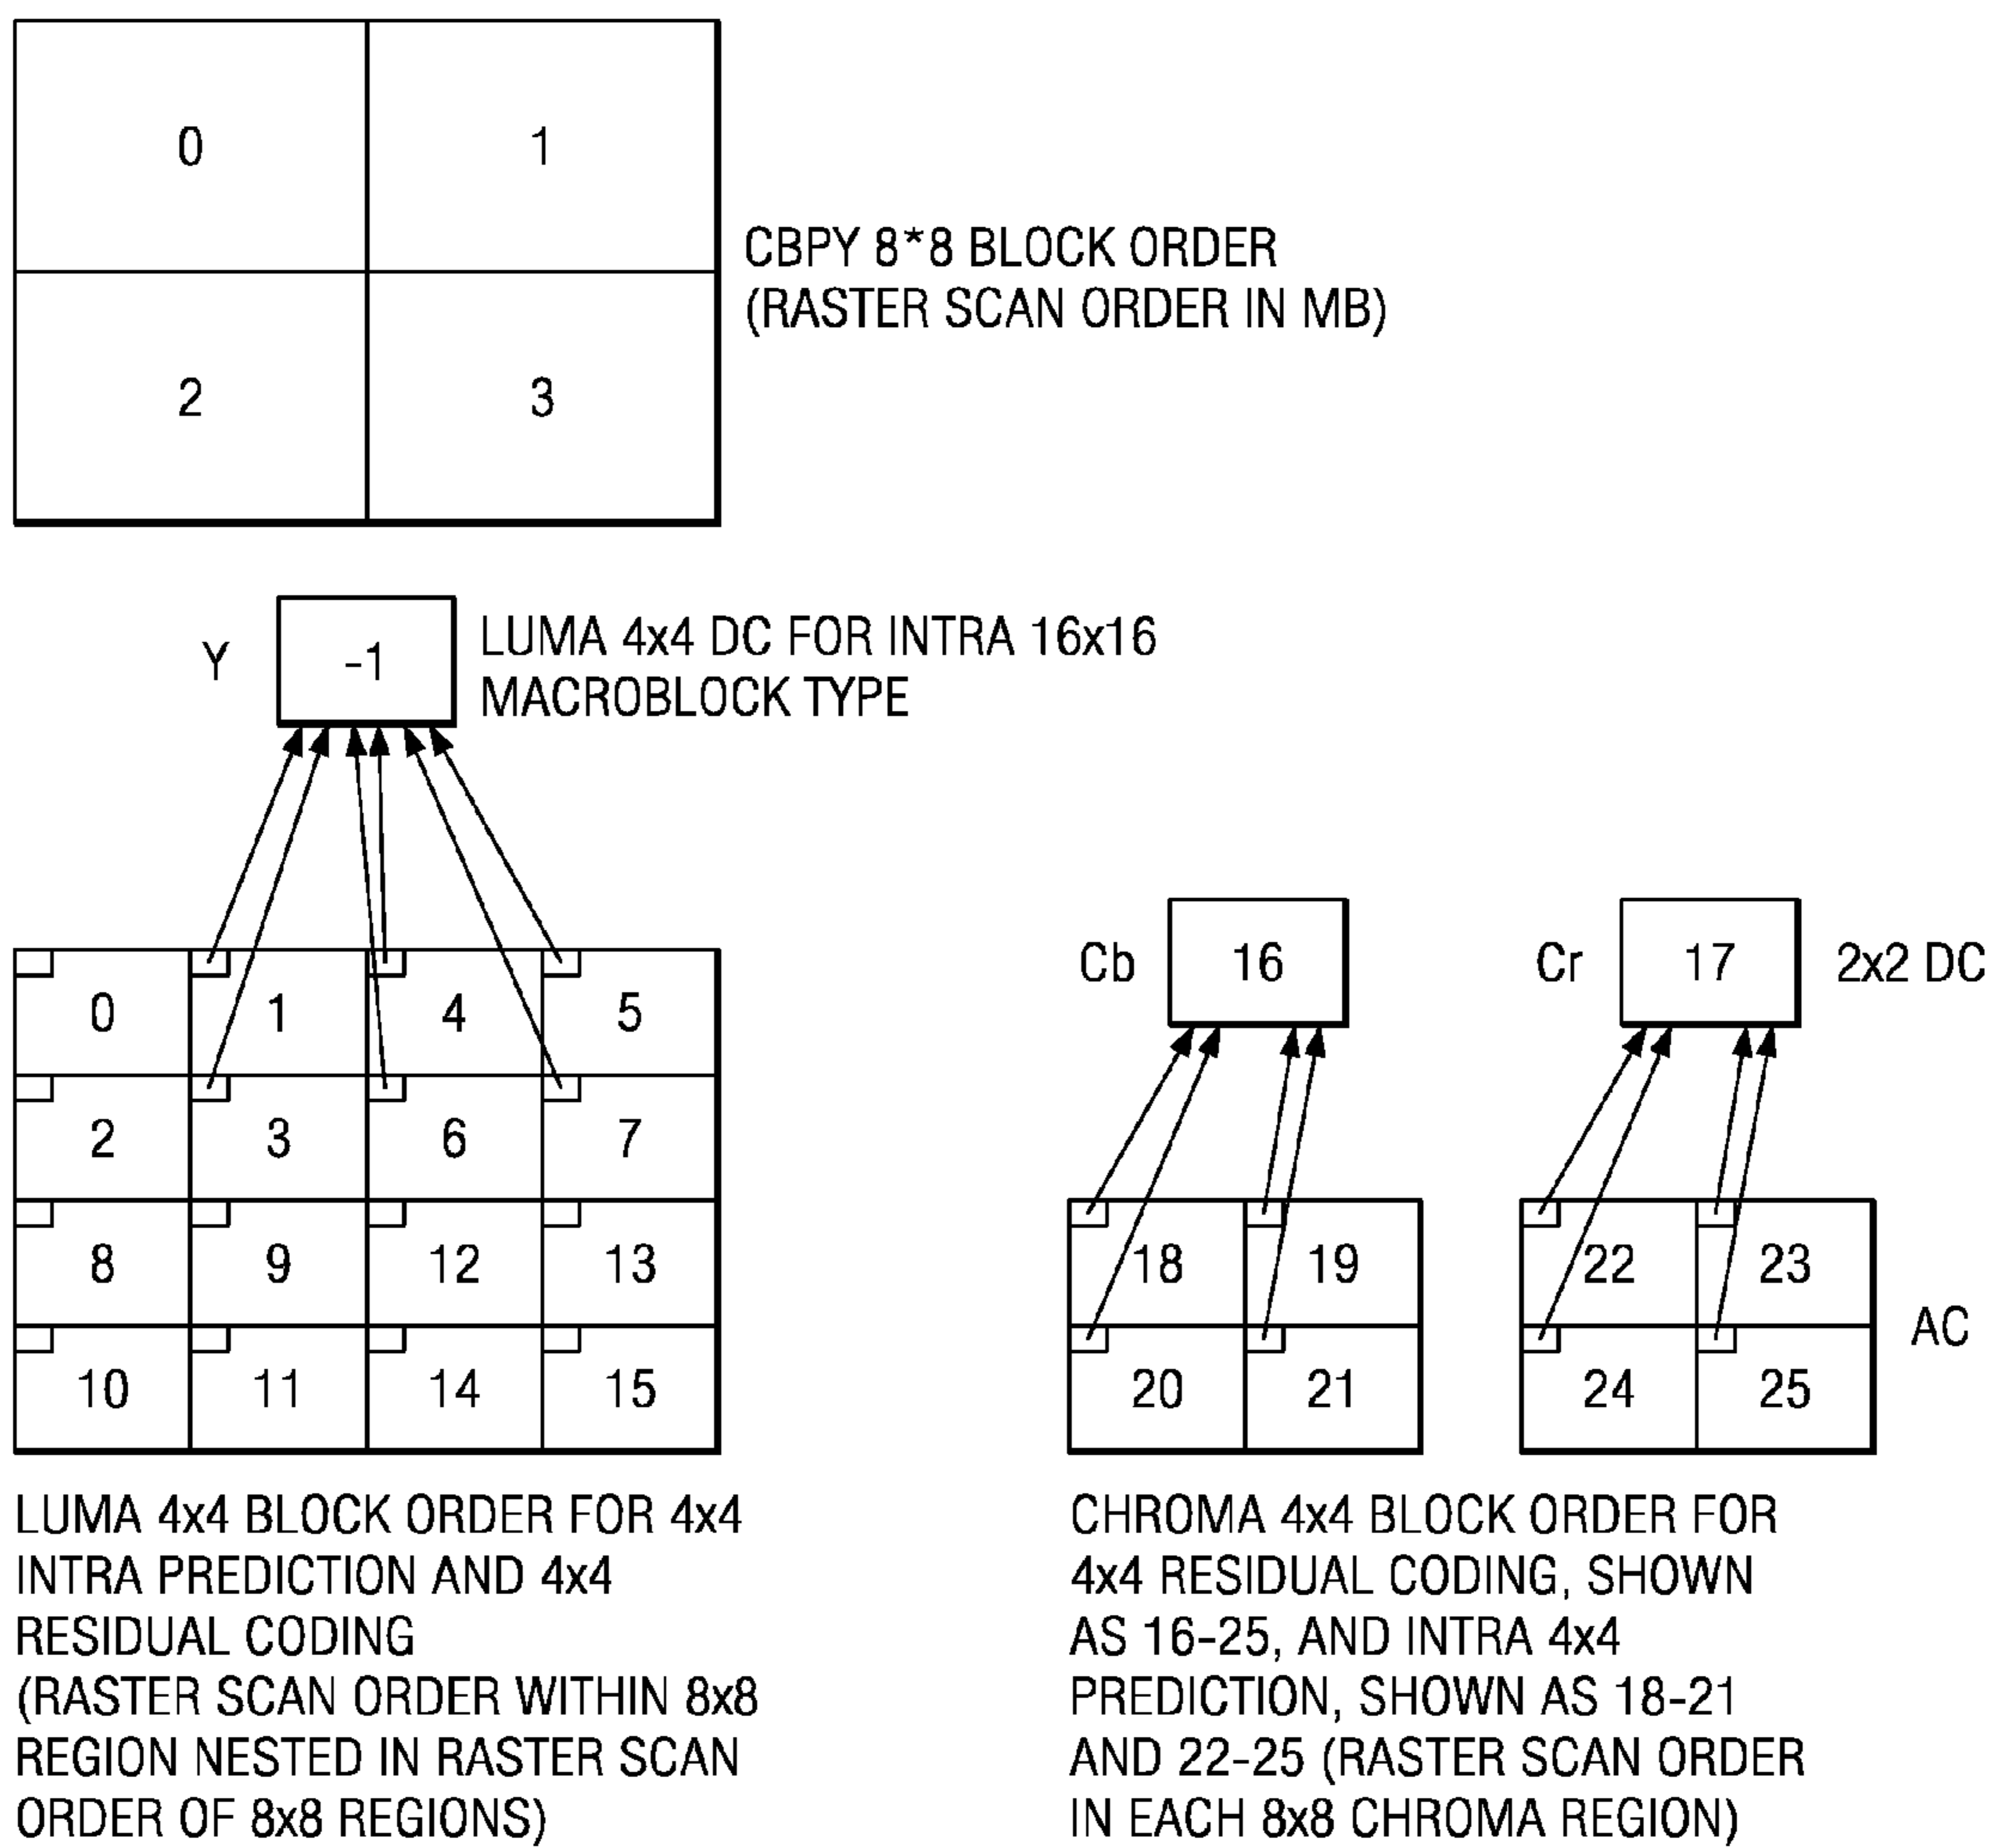 0 1
CBPY 8*8 BLOCK ORDER
(RASTER SCAN ORDER IN MB)
2 3
Y -1 LUMA 4x4 DC FOR INTRA 16x16
MACROBLOCK TYPE
0 1 4 5
2 3 6 7
8 9 12 13
10 11 14 15
LUMA 4x4 BLOCK ORDER FOR 4x4
INTRA PREDICTION AND 4x4
RESIDUAL CODING
(RASTER SCAN ORDER WITHIN 8x8
REGION NESTED IN RASTER SCAN
ORDER OF 8x8 REGIONS)
Cb 16 Cr 17 2x2 DC
18 19 22 23
AC
20 21 24 25
CHROMA 4x4 BLOCK ORDER FOR
4x4 RESIDUAL CODING, SHOWN
AS 16-25, AND INTRA 4x4
PREDICTION, SHOWN AS 18-21
AND 22-25 (RASTER SCAN ORDER
IN EACH 8x8 CHROMA REGION)